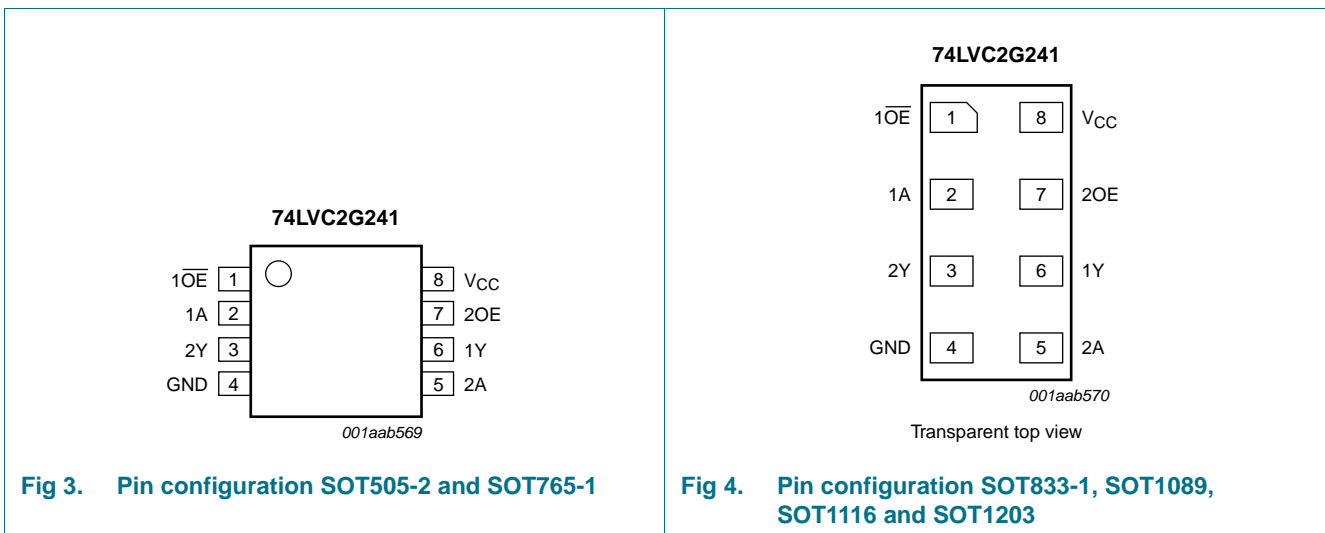 74LVC2G241
1O̅E̅ 1 8 VCC
1A 2 7 2OE
2Y 3 6 1Y
GND 4 5 2A
001aab569
Fig 3. Pin configuration SOT505-2 and SOT765-1
74LVC2G241
1O̅E̅ 1 8 VCC
1A 2 7 2OE
2Y 3 6 1Y
GND 4 5 2A
001aab570
Transparent top view
Fig 4. Pin configuration SOT833-1, SOT1089,
SOT1116 and SOT1203